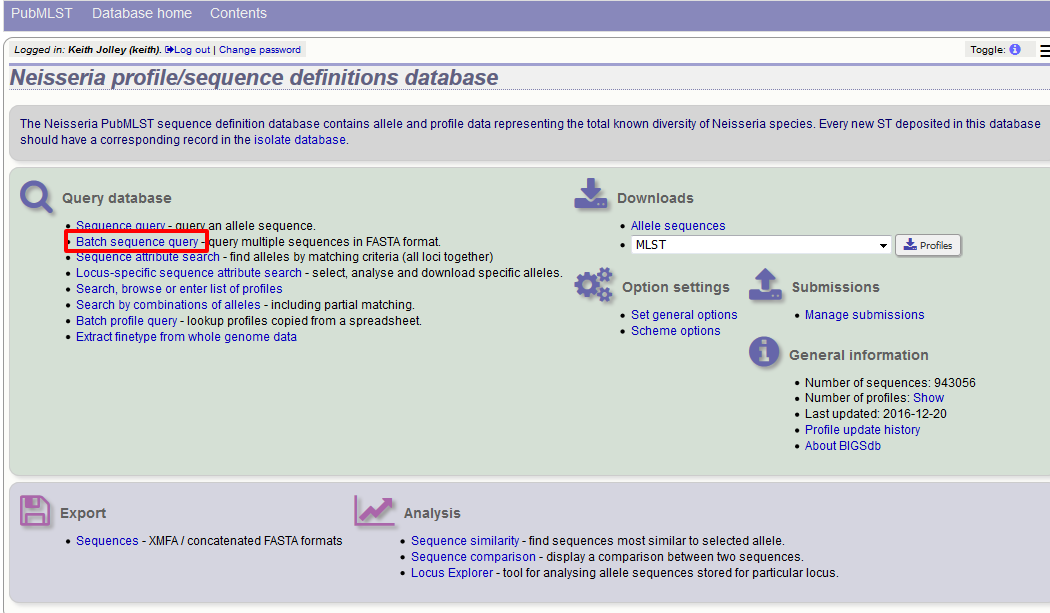 PubMLST Database home Contents
Logged in: Keith Jolley (keith). Log out | Change password
Toggle:
Neisseria profile/sequence definitions database
The Neisseria PubMLST sequence definition database contains allele and profile data representing the total known diversity of Neisseria species. Every new ST deposited in this database
should have a corresponding record in the isolate database.
Query database
Sequence query - query an allele sequence.
Batch sequence query - query multiple sequences in FASTA format.
Sequence attribute search - find alleles by matching criteria (all loci together)
Locus-specific sequence attribute search - select, analyse and download specific alleles.
Search, browse or enter list of profiles
Search by combinations of alleles - including partial matching.
Batch profile query - lookup profiles copied from a spreadsheet.
Extract finetype from whole genome data
Downloads
Allele sequences
MLST Profiles
Option settings
Set general options
Scheme options
Submissions
Manage submissions
General information
Number of sequences: 943056
Number of profiles: Show
Last updated: 2016-12-20
Profile update history
About BIGSdb
Export
Sequences - XMFA / concatenated FASTA formats
Analysis
Sequence similarity - find sequences most similar to selected allele.
Sequence comparison - display a comparison between two sequences.
Locus Explorer - tool for analysing allele sequences stored for particular locus.